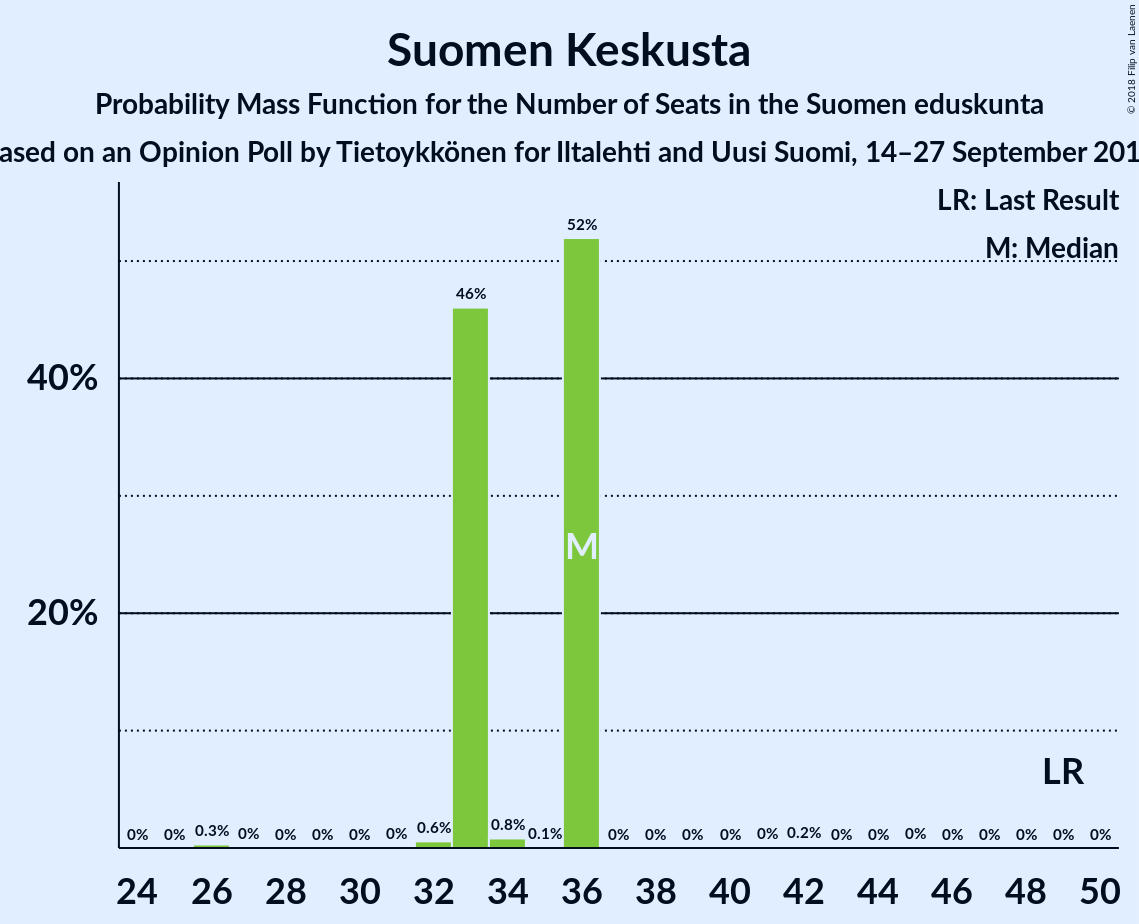 Suomen Keskusta
Probability Mass Function for the Number of Seats in the Suomen eduskunta
ased on an Opinion Poll by Tietoykkönen for Iltalehti and Uusi Suomi, 14–27 September 201
© 2018 Filip van Laenen
LR: Last Result
M: Median
52%
46%
40%
M
20%
LR
0% 0% 0.3% 0% 0% 0% 0% 0% 0.6% 0.8% 0.1% 0% 0% 0% 0% 0% 0.2% 0% 0% 0% 0% 0% 0% 0% 0%
24 26 28 30 32 34 36 38 40 42 44 46 48 50